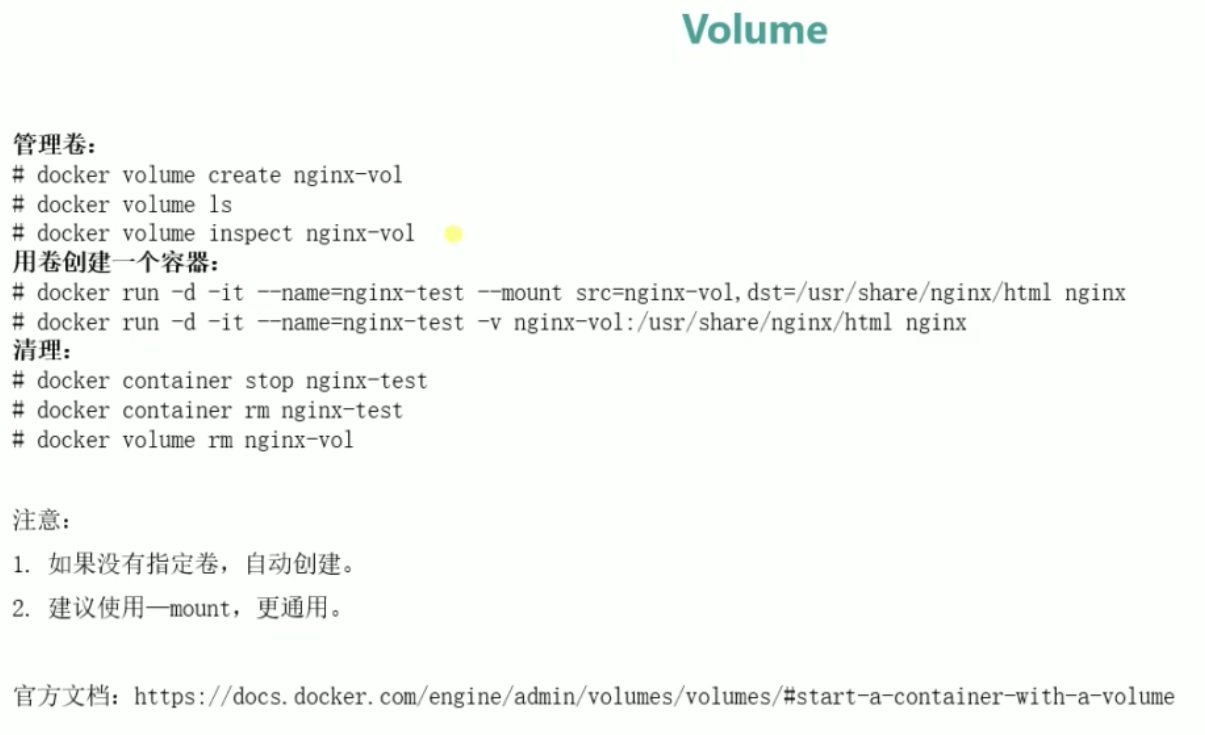 Volume
管理卷：
# docker volume create nginx-vol
# docker volume ls
# docker volume inspect nginx-vol
用卷创建一个容器：
# docker run -d -it --name=nginx-test --mount src=nginx-vol,dst=/usr/share/nginx/html nginx
# docker run -d -it --name=nginx-test -v nginx-vol:/usr/share/nginx/html nginx
清理：
# docker container stop nginx-test
# docker container rm nginx-test
# docker volume rm nginx-vol
注意：
1. 如果没有指定卷，自动创建。
2. 建议使用—mount，更通用。
官方文档：https://docs.docker.com/engine/admin/volumes/volumes/#start-a-container-with-a-volume